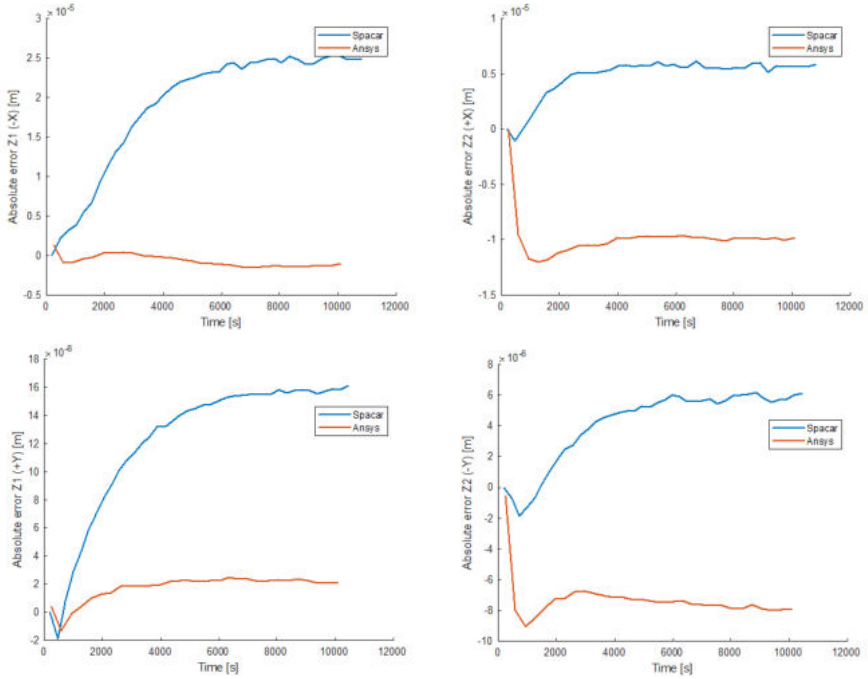 × 10⁻⁵
3
2.5
2
1.5
1
0.5
0
-0.5
0 2000 4000 6000 8000 10000 12000
Time [s]
Absolute error Z1 (-X) [m]
Spacar
Ansys
× 10⁻⁵
1
0.5
0
-0.5
-1
-1.5
0 2000 4000 6000 8000 10000 12000
Time [s]
Absolute error Z2 (+X) [m]
Spacar
Ansys
× 10⁻⁶
18
16
14
12
10
8
6
4
2
0
-2
0 2000 4000 6000 8000 10000 12000
Time [s]
Absolute error Z1 (+Y) [m]
Spacar
Ansys
× 10⁻⁶
8
6
4
2
0
-2
-4
-6
-8
-10
0 2000 4000 6000 8000 10000 12000
Time [s]
Absolute error Z2 (-Y) [m]
Spacar
Ansys